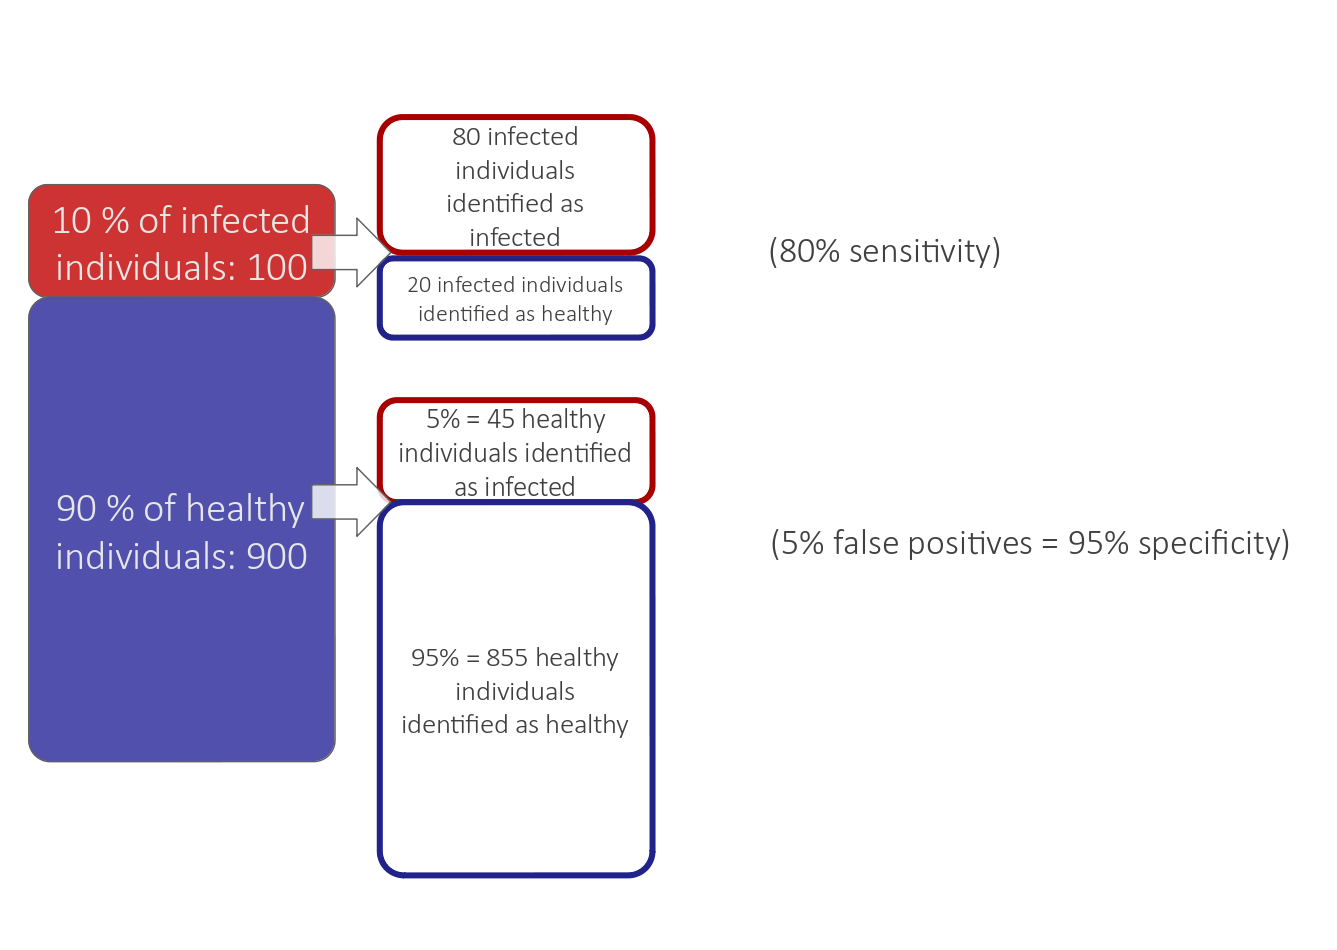 10 % of infected
individuals: 100
80 infected
individuals
identified as
infected
20 infected individuals
identified as healthy
(80% sensitivity)
90 % of healthy
individuals: 900
5% = 45 healthy
individuals identified
as infected
95% = 855 healthy
individuals
identified as healthy
(5% false positives = 95% specificity)